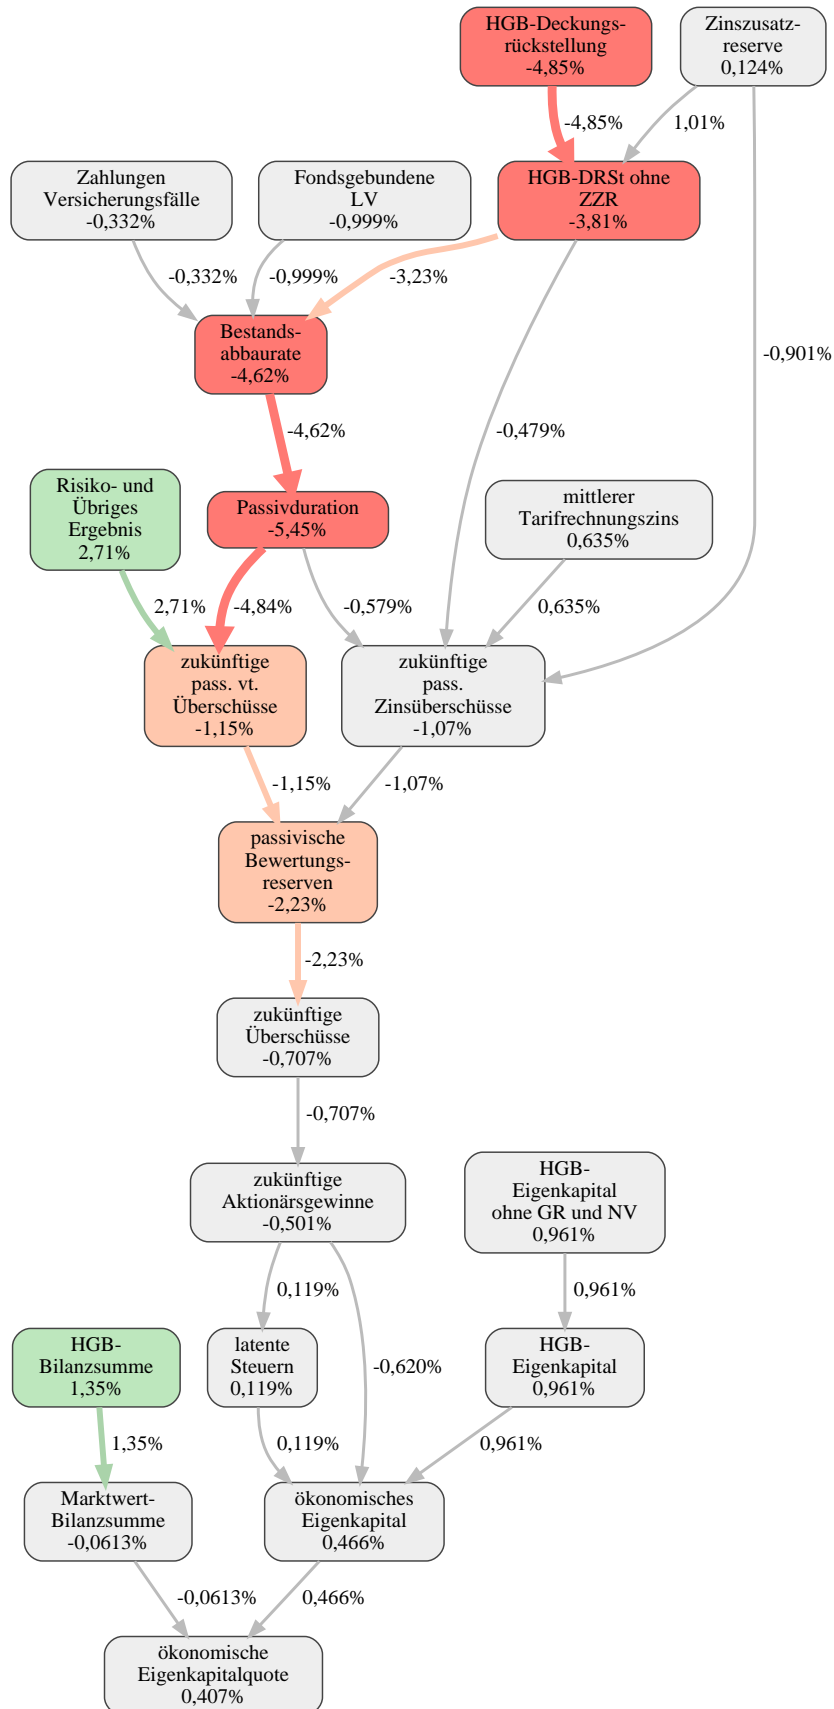 HGB-Deckungs-
rückstellung
-4,85%
Zinszusatz-
reserve
0,124%
-4,85%
1,01%
Zahlungen
Versicherungsfälle
-0,332%
Fondsgebundene
LV
-0,999%
HGB-DRSt ohne
ZZR
-3,81%
-0,332%
-0,999%
-3,23%
Bestands-
abbaurate
-4,62%
-0,901%
-4,62%
-0,479%
Risiko- und
Übriges
Ergebnis
2,71%
Passivduration
-5,45%
mittlerer
Tarifrechnungszins
0,635%
2,71%
-4,84%
-0,579%
0,635%
zukünftige
pass. vt.
Überschüsse
-1,15%
zukünftige
pass.
Zinsüberschüsse
-1,07%
-1,15%
-1,07%
passivische
Bewertungs-
reserven
-2,23%
-2,23%
zukünftige
Überschüsse
-0,707%
-0,707%
zukünftige
Aktionärsgewinne
-0,501%
HGB-
Eigenkapital
ohne GR und NV
0,961%
0,119%
0,961%
HGB-
Bilanzsumme
1,35%
latente
Steuern
0,119%
-0,620%
HGB-
Eigenkapital
0,961%
1,35%
0,119%
0,961%
Marktwert-
Bilanzsumme
-0,0613%
ökonomisches
Eigenkapital
0,466%
-0,0613%
0,466%
ökonomische
Eigenkapitalquote
0,407%